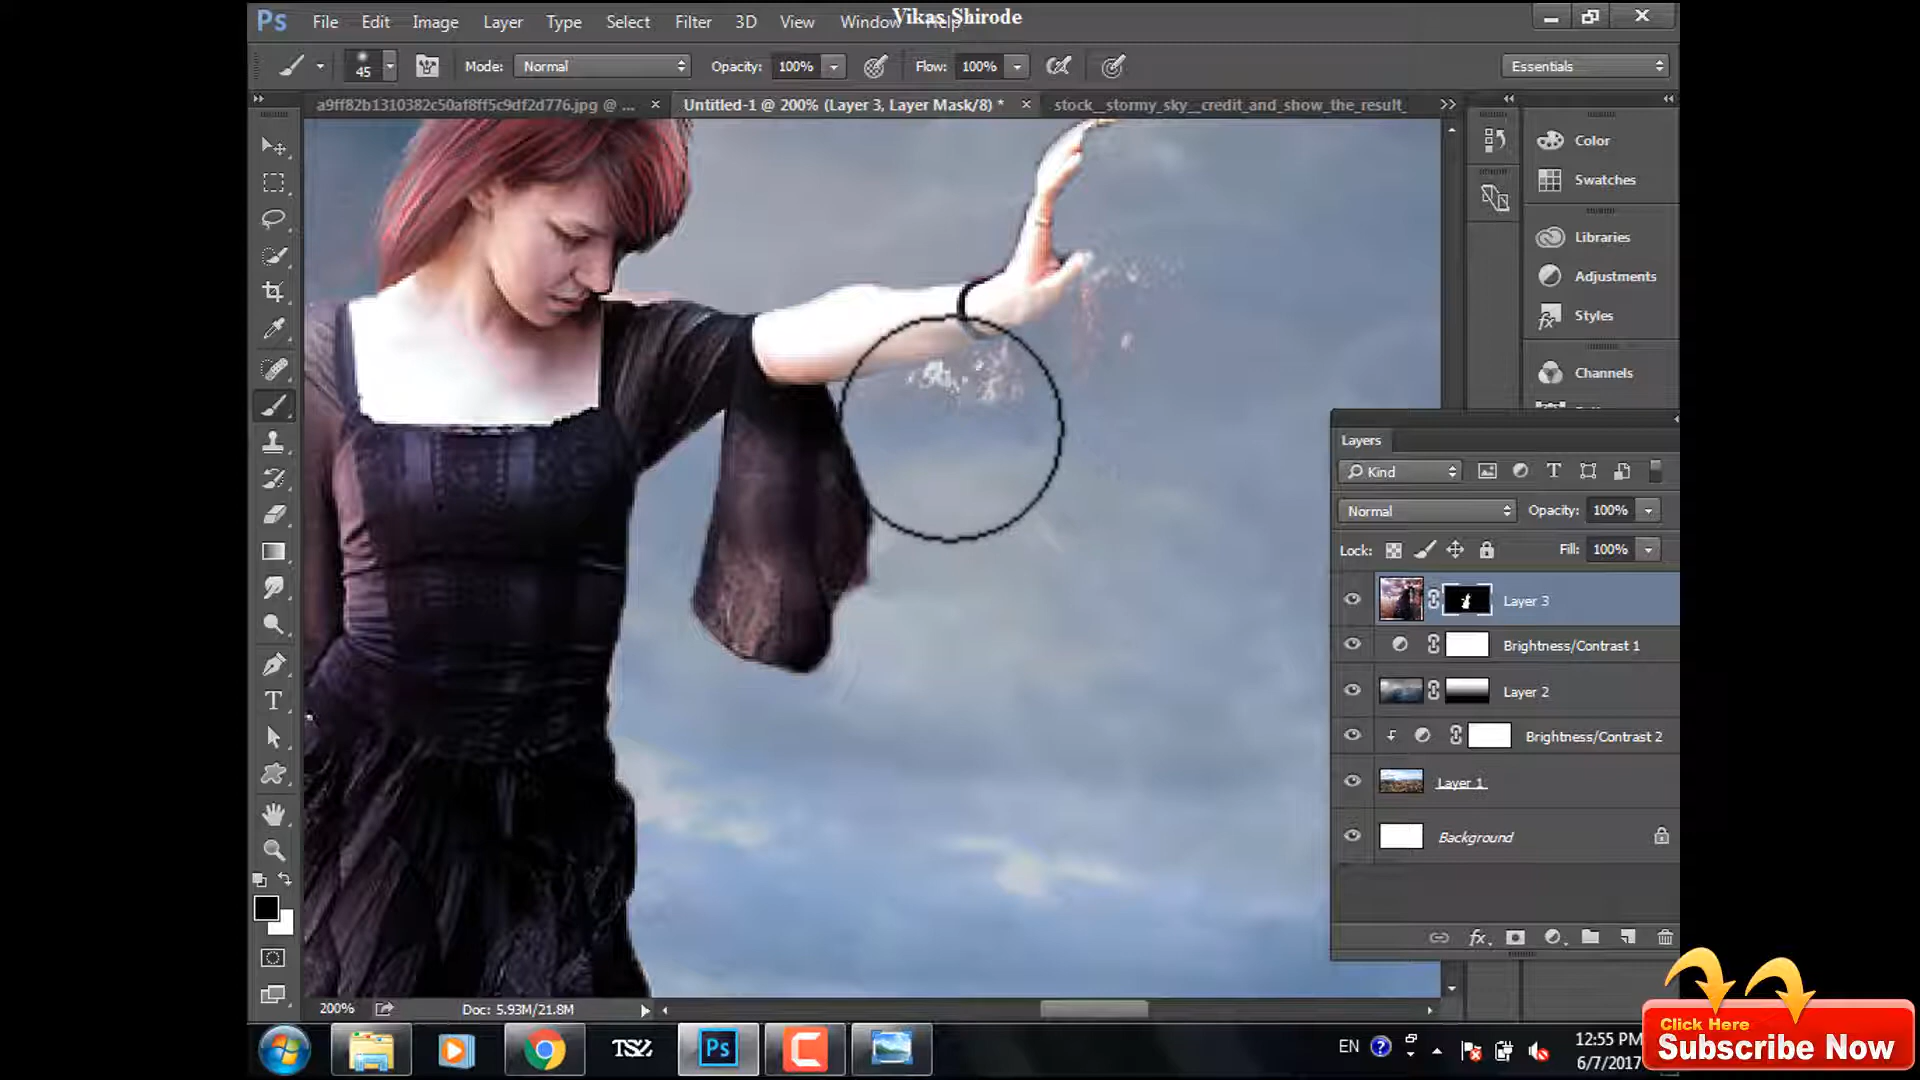 Vikas Shirode
Ps File Edit Image Layer Type Select Filter 3D View Window Help
45 Mode: Normal Opacity: 100% Flow: 100% Essentials
a9ff82b1310382c50af8ff5c9df2d776.jpg @ ... × Untitled-1 @ 200% (Layer 3, Layer Mask/8) * × stock__stormy_sky__credit_and_show_the_result_
Color
Swatches
Libraries
Adjustments
Styles
Channels
Layers
Kind
Normal Opacity: 100%
Lock: Fill: 100%
Layer 3
Brightness/Contrast 1
Layer 2
Brightness/Contrast 2
Layer 1
Background
200% Doc: 5.93M/21.8M
EN 12:55 PM
6/7/2017
Click Here
Subscribe Now